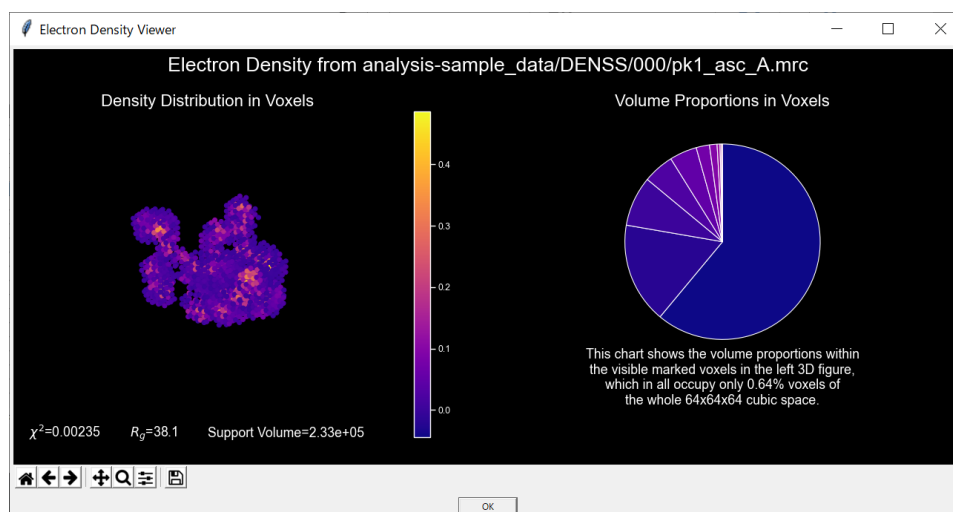 Electron Density Viewer
Electron Density from analysis-sample_data/DENSS/000/pk1_asc_A.mrc
Density Distribution in Voxels
Volume Proportions in Voxels
0.4
0.3
0.2
0.1
0.0
This chart shows the volume proportions within
the visible marked voxels in the left 3D figure,
which in all occupy only 0.64% voxels of
the whole 64x64x64 cubic space.
χ²=0.00235 R_g=38.1 Support Volume=2.33e+05
OK